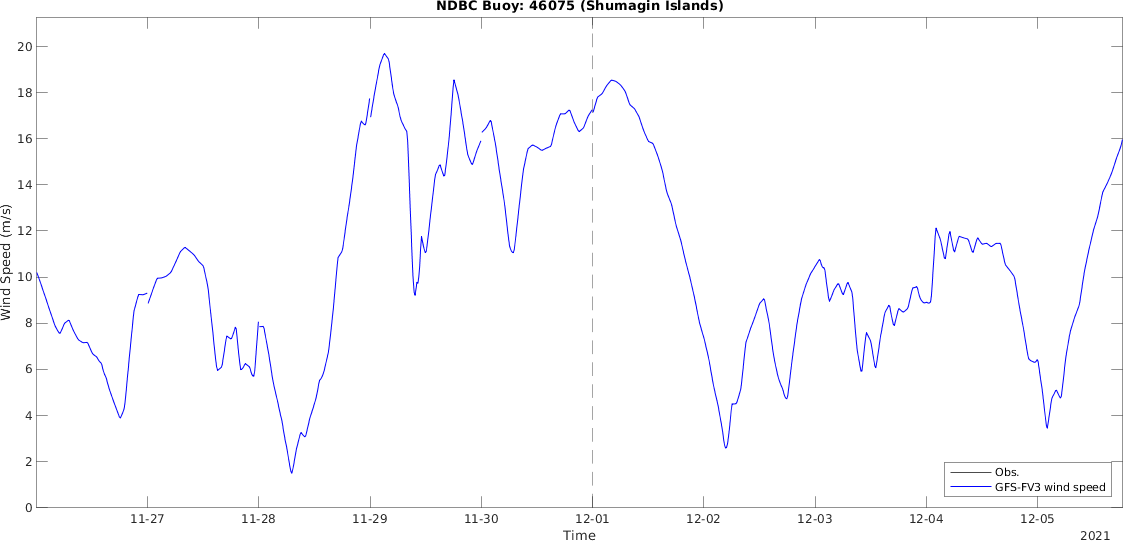 NDBC Buoy: 46075 (Shumagin Islands)
20
18
16
14
12
10
8
6
4
2
0
Wind Speed (m/s)
Obs.
GFS-FV3 wind speed
11-27 11-28 11-29 11-30 12-01 12-02 12-03 12-04 12-05
Time
2021